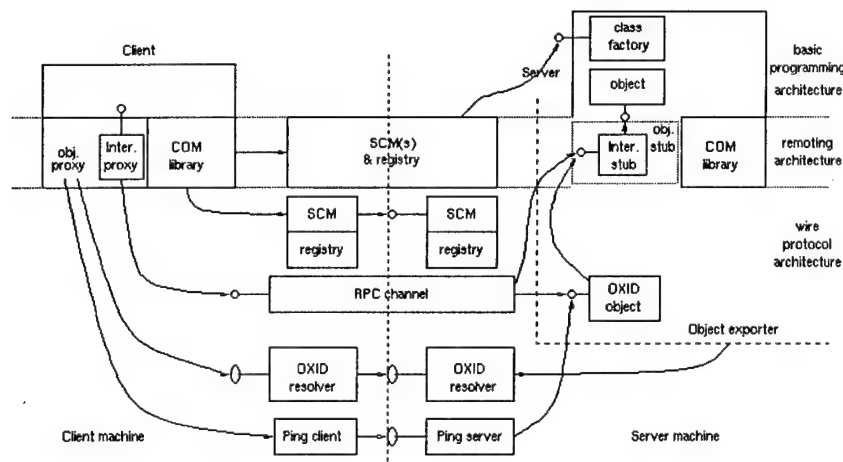 Client
class
factory
Server
basic
programming
architecture
object
obj.
proxy
Inter.
proxy
COM
library
SCM(s)
& registry
Inter.
stub
obj.
stub
COM
library
remoting
architecture
SCM
registry
SCM
registry
wire
protocol
architecture
RPC channel
OXID
object
Object exporter
OXID
resolver
OXID
resolver
Client machine
Ping client
Ping server
Server machine